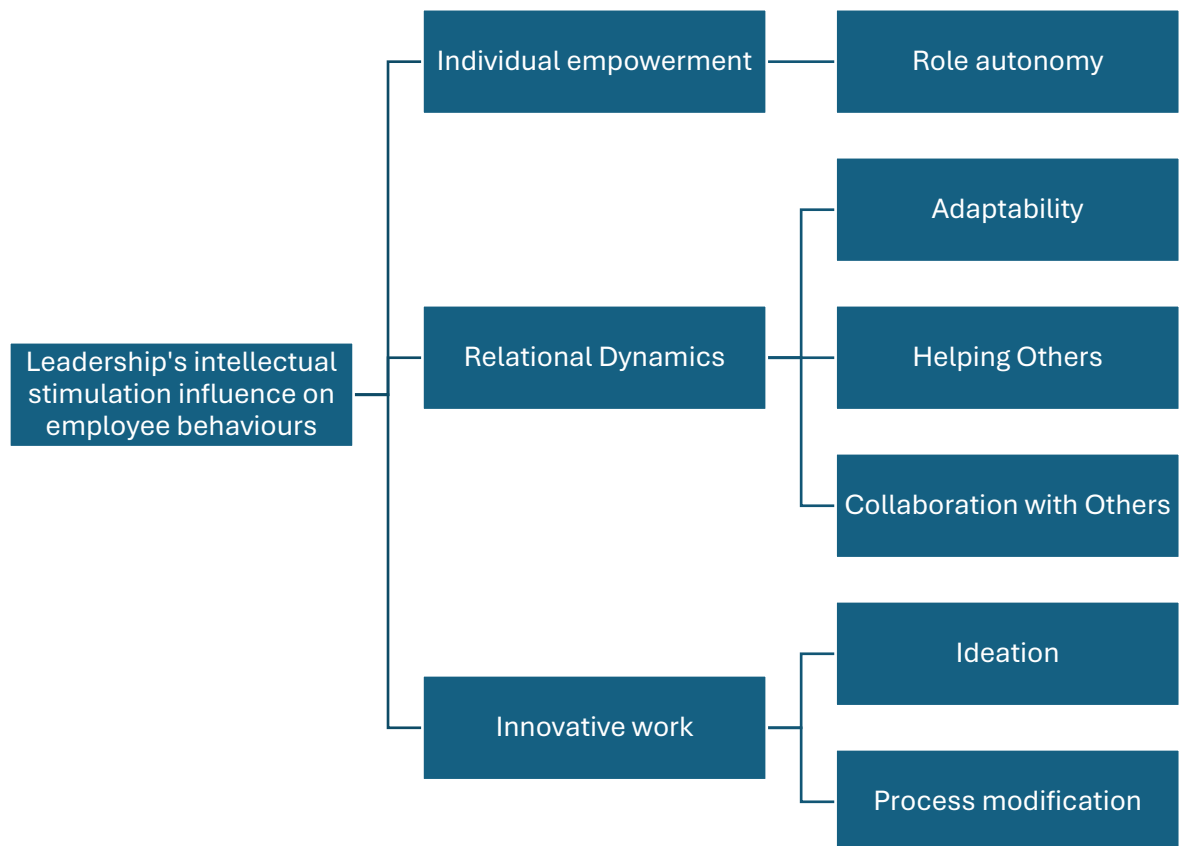 Individual empowerment
Role autonomy
Adaptability
Leadership's intellectual
stimulation influence on
employee behaviours
Relational Dynamics
Helping Others
Collaboration with Others
Ideation
Innovative work
Process modification